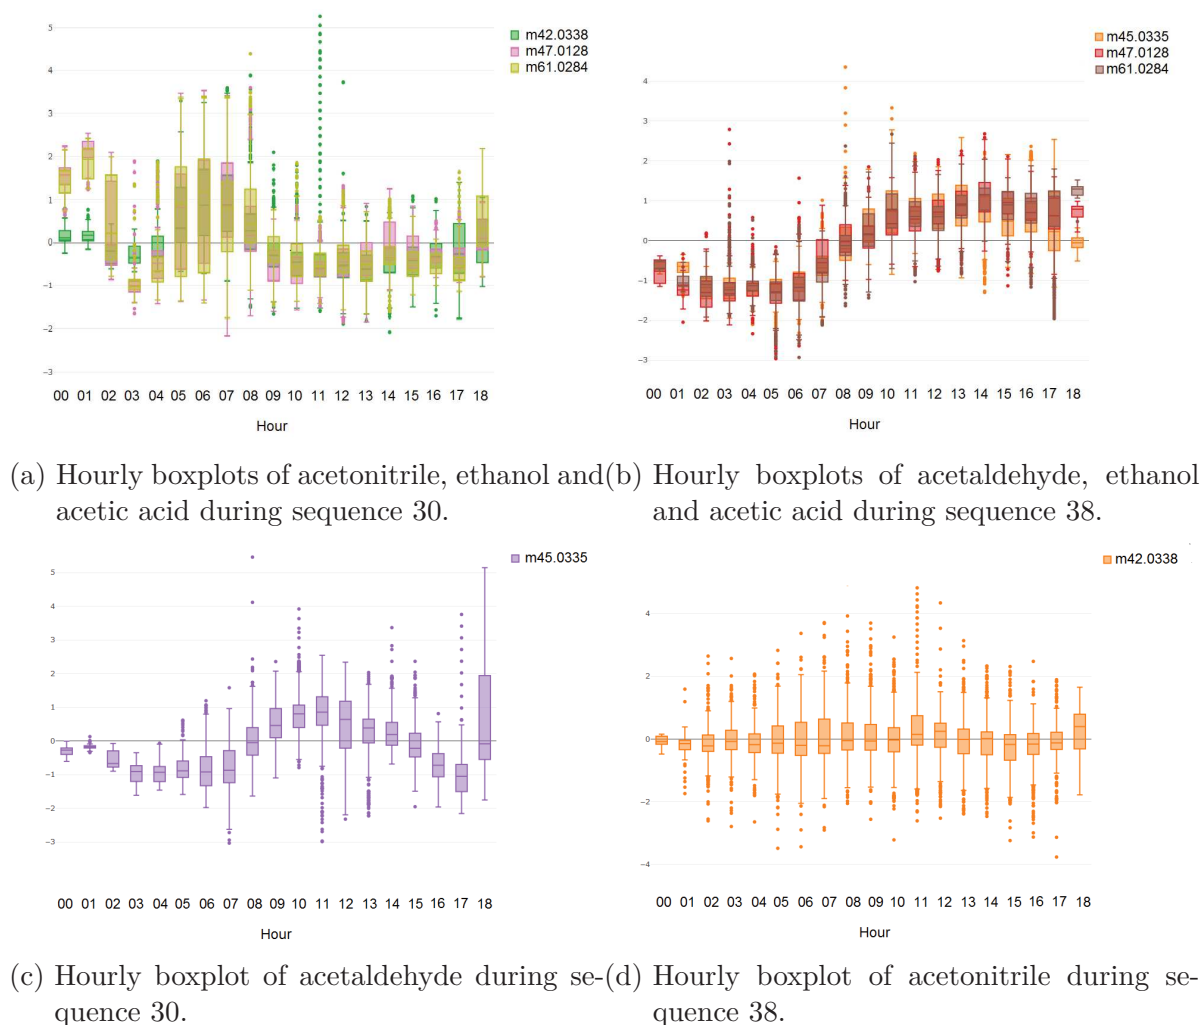 5
4
3
2
1
0
−1
−2
−3
m42.0338
m47.0128
m61.0284
00 01 02 03 04 05 06 07 08 09 10 11 12 13 14 15 16 17 18
Hour
4
3
2
1
0
−1
−2
−3
m45.0335
m47.0128
m61.0284
00 01 02 03 04 05 06 07 08 09 10 11 12 13 14 15 16 17 18
Hour
(a) Hourly boxplots of acetonitrile, ethanol and
acetic acid during sequence 30.
(b) Hourly boxplots of acetaldehyde, ethanol
and acetic acid during sequence 38.
5
4
3
2
1
0
−1
−2
−3
m45.0335
00 01 02 03 04 05 06 07 08 09 10 11 12 13 14 15 16 17 18
Hour
4
2
0
−2
−4
m42.0338
00 01 02 03 04 05 06 07 08 09 10 11 12 13 14 15 16 17 18
Hour
(c) Hourly boxplot of acetaldehyde during se-
quence 30.
(d) Hourly boxplot of acetonitrile during se-
quence 38.